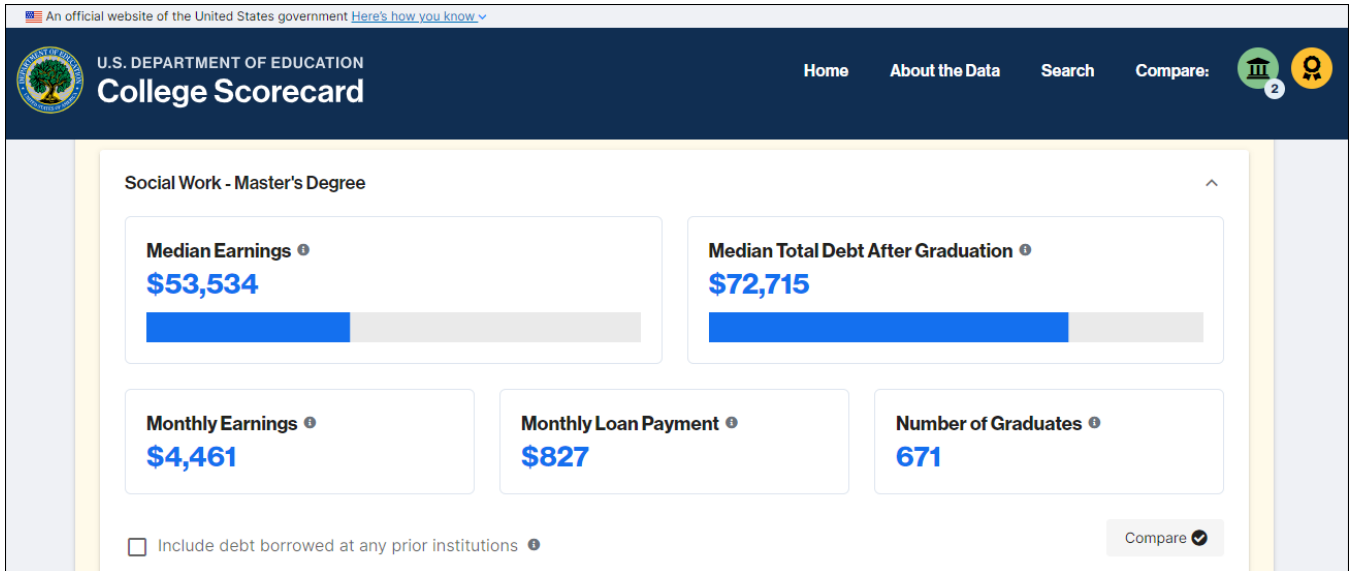 An official website of the United States government Here's how you know
U.S. DEPARTMENT OF EDUCATION
College Scorecard
Home About the Data Search Compare:
2
Social Work - Master's Degree
Median Earnings
$53,534
Median Total Debt After Graduation
$72,715
Monthly Earnings
$4,461
Monthly Loan Payment
$827
Number of Graduates
671
Include debt borrowed at any prior institutions
Compare